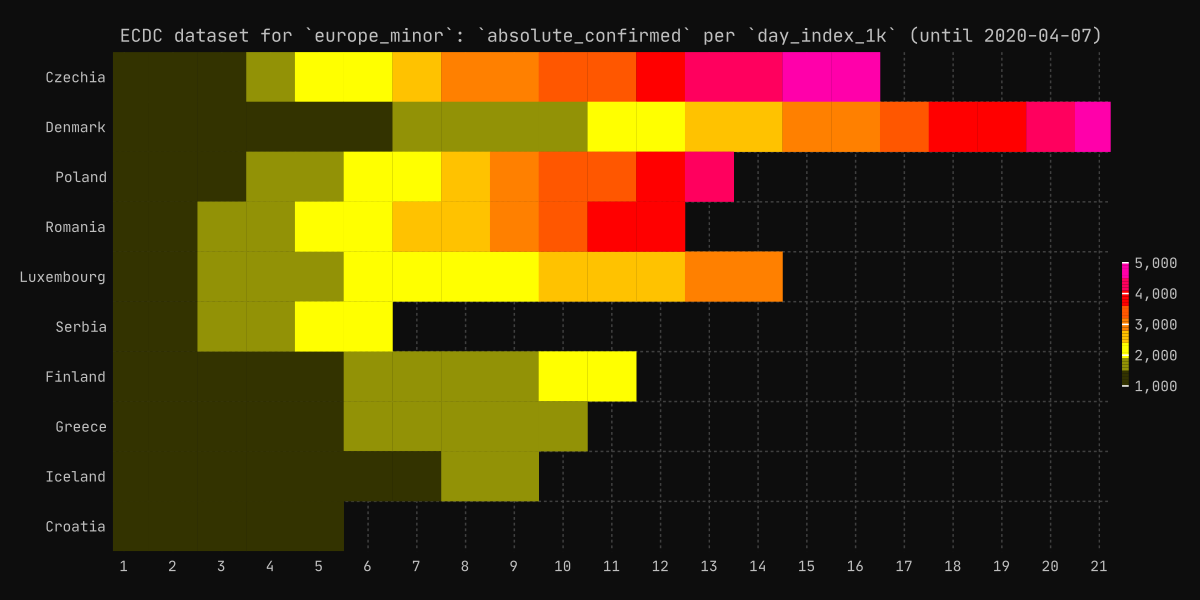 ECDC dataset for `europe_minor`: `absolute_confirmed` per `day_index_1k` (until 2020-04-07)
Czechia
Denmark
Poland
Romania
Luxembourg
Serbia
Finland
Greece
Iceland
Croatia
5,000
4,000
3,000
2,000
1,000
1 2 3 4 5 6 7 8 9 10 11 12 13 14 15 16 17 18 19 20 21